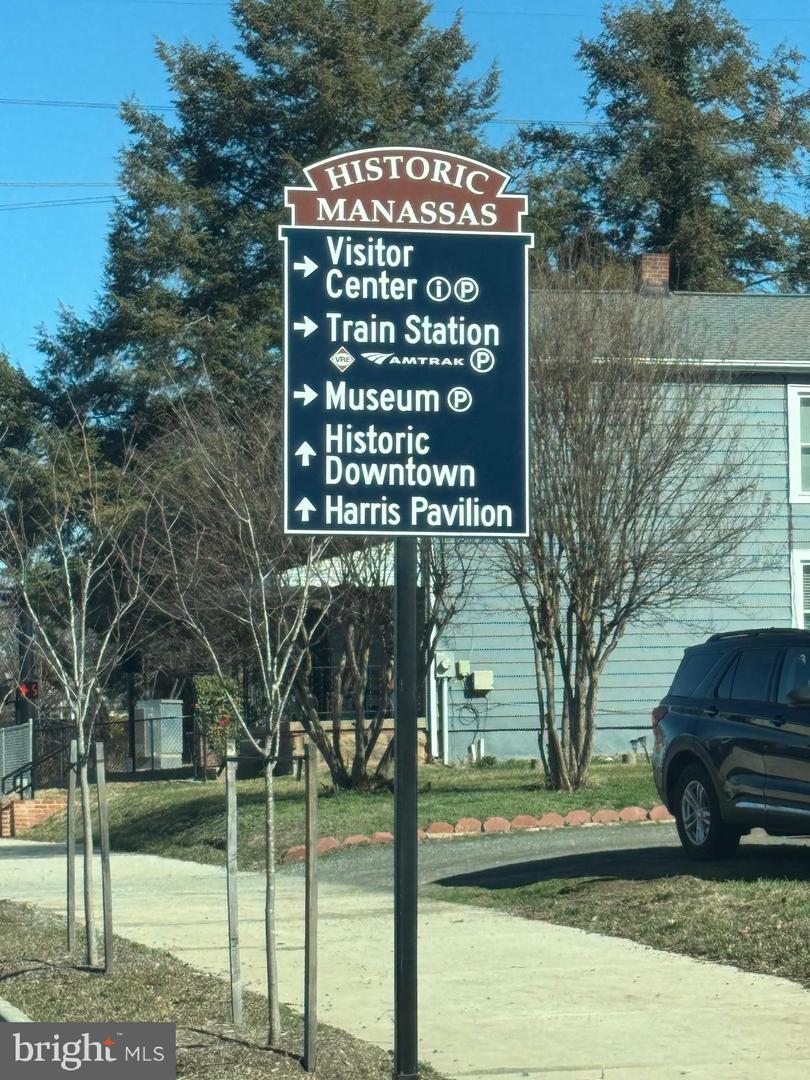 HISTORIC
MANASSAS
Visitor
Center i P
Train Station
VRE AMTRAK P
Museum P
Historic
Downtown
Harris Pavilion
bright MLS